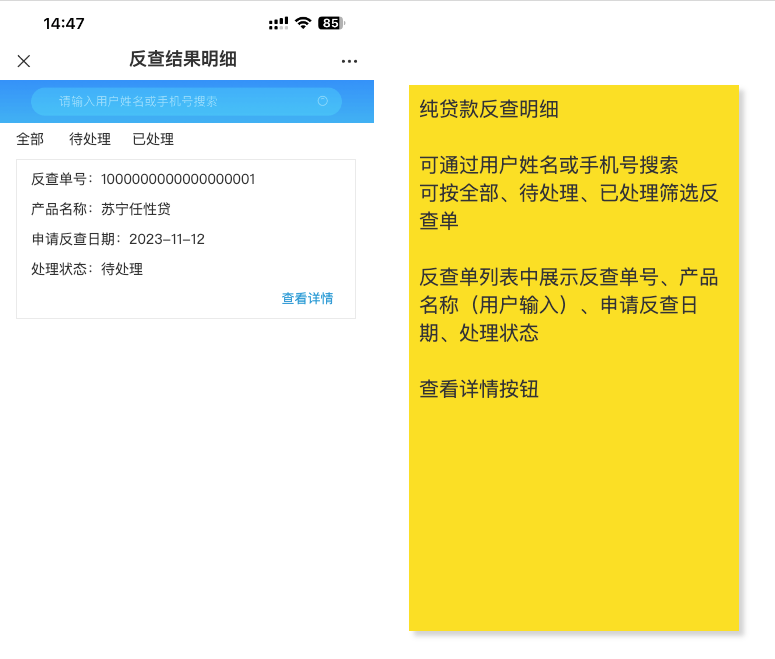 14:47
85
反查结果明细
请输入用户姓名或手机号搜索
全部 待处理 已处理
反查单号：1000000000000000001
产品名称：苏宁任性贷
申请反查日期：2023-11-12
处理状态：待处理
查看详情
纯贷款反查明细
可通过用户姓名或手机号搜索
可按全部、待处理、已处理筛选反
查单
反查单列表中展示反查单号、产品
名称（用户输入）、申请反查日
期、处理状态
查看详情按钮